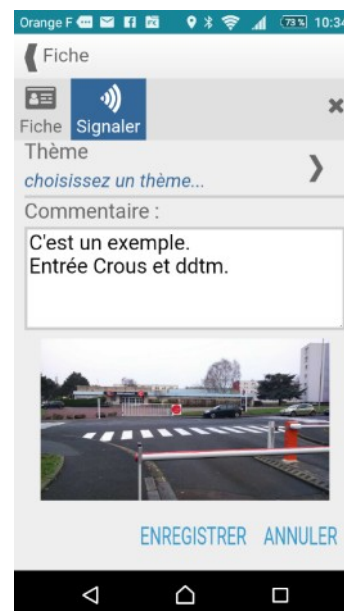 Orange F
73% 10:34
Fiche
Fiche Signaler
Thème
choisissez un thème...
Commentaire :
C'est un exemple.
Entrée Crous et ddtm.
ENREGISTRER ANNULER